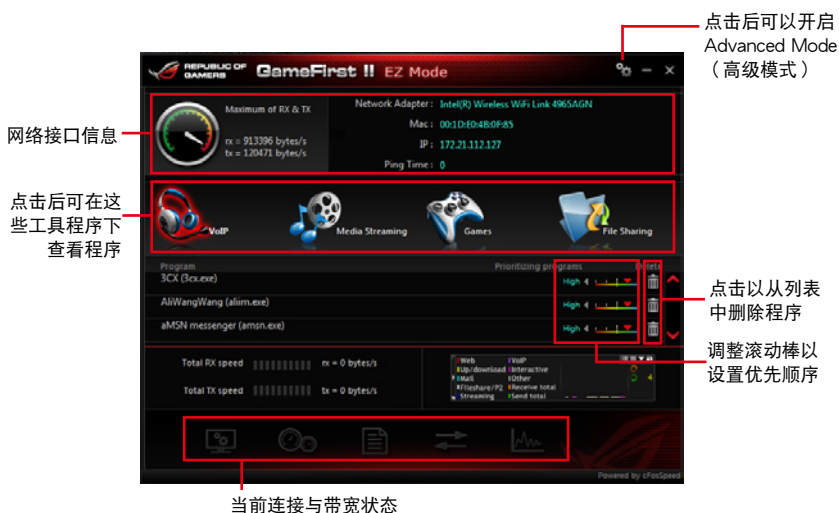 点击后可以开启
Advanced Mode
（高级模式）
REPUBLIC OF
GAMERS
GameFirst II EZ Mode
网络接口信息
Maximum of RX & TX
rx = 913396 bytes/s
tx = 120471 bytes/s
Network Adapter : Intel(R) Wireless WiFi Link 4965AGN
Mac : 00:1D:E0:4B:0F:85
IP : 172.21.112.127
Ping Time : 0
点击后可在这
些工具程序下
查看程序
VoIP
Media Streaming
Games
File Sharing
Program
Prioritizing programs
Delete
3CX (3cx.exe)
High 4
AliWangWang (aliim.exe)
High 4
aMSN messenger (amsn.exe)
High 4
点击以从列表
中删除程序
调整滚动棒以
设置优先顺序
Total RX speed
rx = 0 bytes/s
Total TX speed
tx = 0 bytes/s
Web
VoIP
Up/download
Interactive
Mail
Other
Fileshare/P2
Receive total
Streaming
Send total
4
Powered by cFosSpeed
当前连接与带宽状态